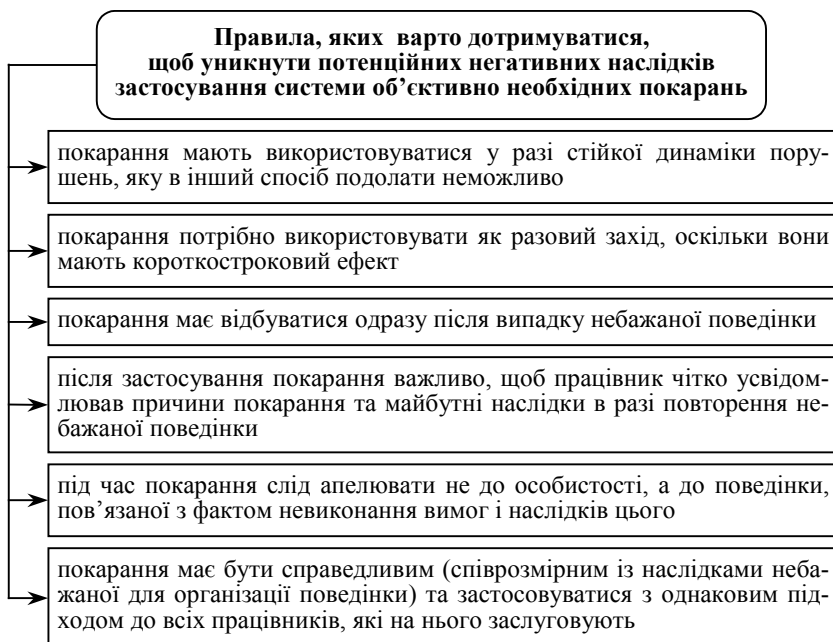 Правила, яких варто дотримуватися,
щоб уникнути потенційних негативних наслідків
застосування системи об’єктивно необхідних покарань
покарання мають використовуватися у разі стійкої динаміки пору-
шень, яку в інший спосіб подолати неможливо
покарання потрібно використовувати як разовий захід, оскільки вони
мають короткостроковий ефект
покарання має відбуватися одразу після випадку небажаної поведінки
після застосування покарання важливо, щоб працівник чітко усвідом-
лював причини покарання та майбутні наслідки в разі повторення не-
бажаної поведінки
під час покарання слід апелювати не до особистості, а до поведінки,
пов’язаної з фактом невиконання вимог і наслідків цього
покарання має бути справедливим (співрозмірним із наслідками неба-
жаної для організації поведінки) та застосовуватися з однаковим під-
ходом до всіх працівників, які на нього заслуговують